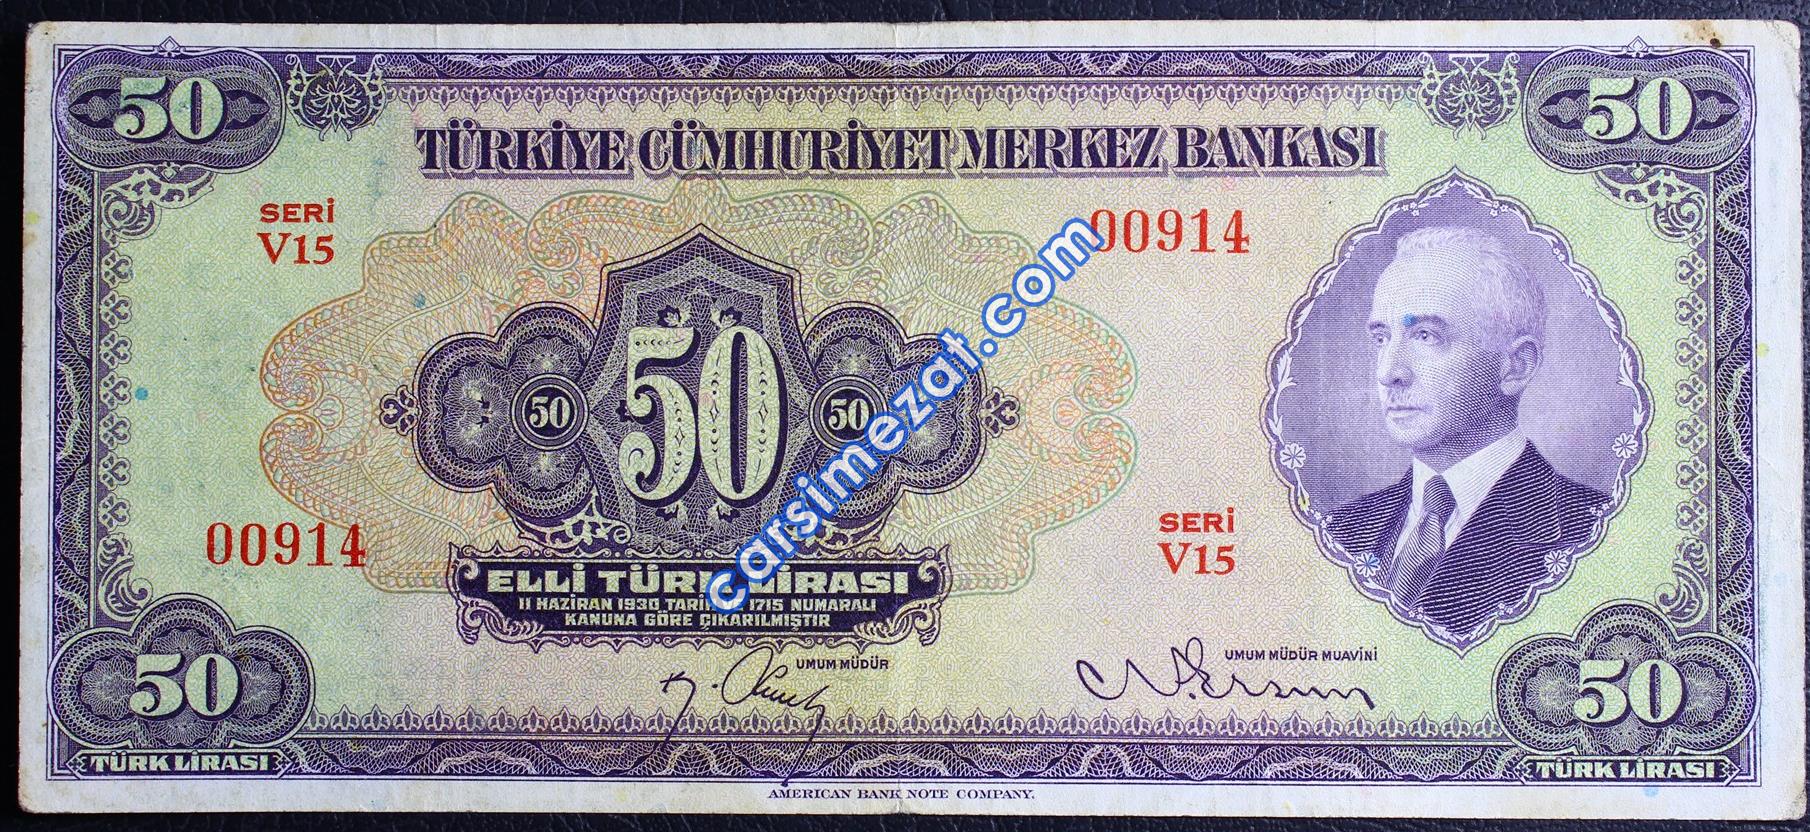 50 50
TÜRKİYE CÜMHURİYET MERKEZ BANKASI
SERİ
V15
00914
50 50 50
00914
SERİ
V15
ELLİ TÜRK LİRASI
11 HAZİRAN 1930 1715 NUMARALI
KANUNA GÖRE ÇIKARILMIŞTIR
UMUM MÜDÜR
UMUM MÜDÜR MUAVİNİ
50 50
TÜRK LİRASI TÜRK LİRASI
AMERICAN BANK NOTE COMPANY.
carsimezat.com